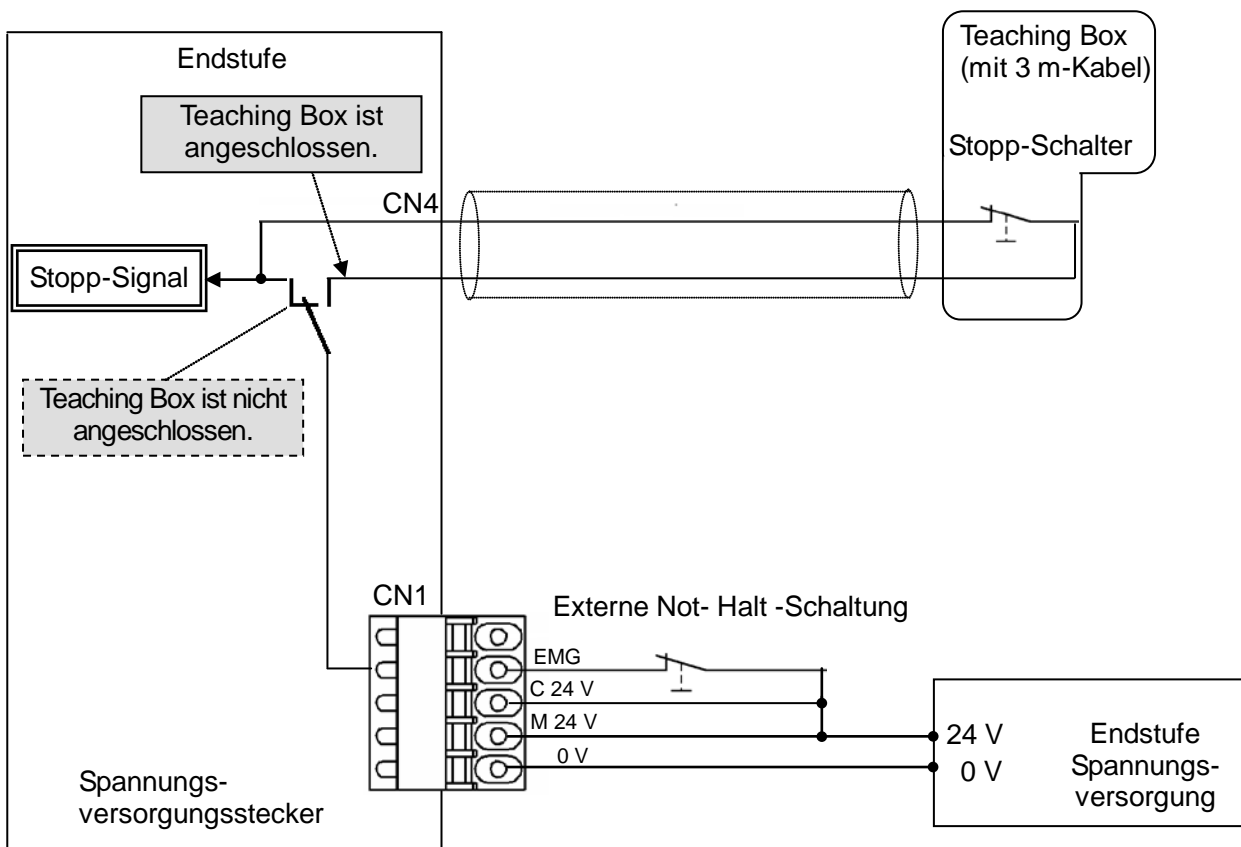 Endstufe
Teaching Box
(mit 3 m-Kabel)
Teaching Box ist
angeschlossen.
Stopp-Schalter
CN4
Stopp-Signal
Teaching Box ist nicht
angeschlossen.
CN1
Externe Not- Halt -Schaltung
EMG
C 24 V
M 24 V
0 V
24 V
0 V
Endstufe
Spannungs-
versorgung
Spannungs-
versorgungsstecker